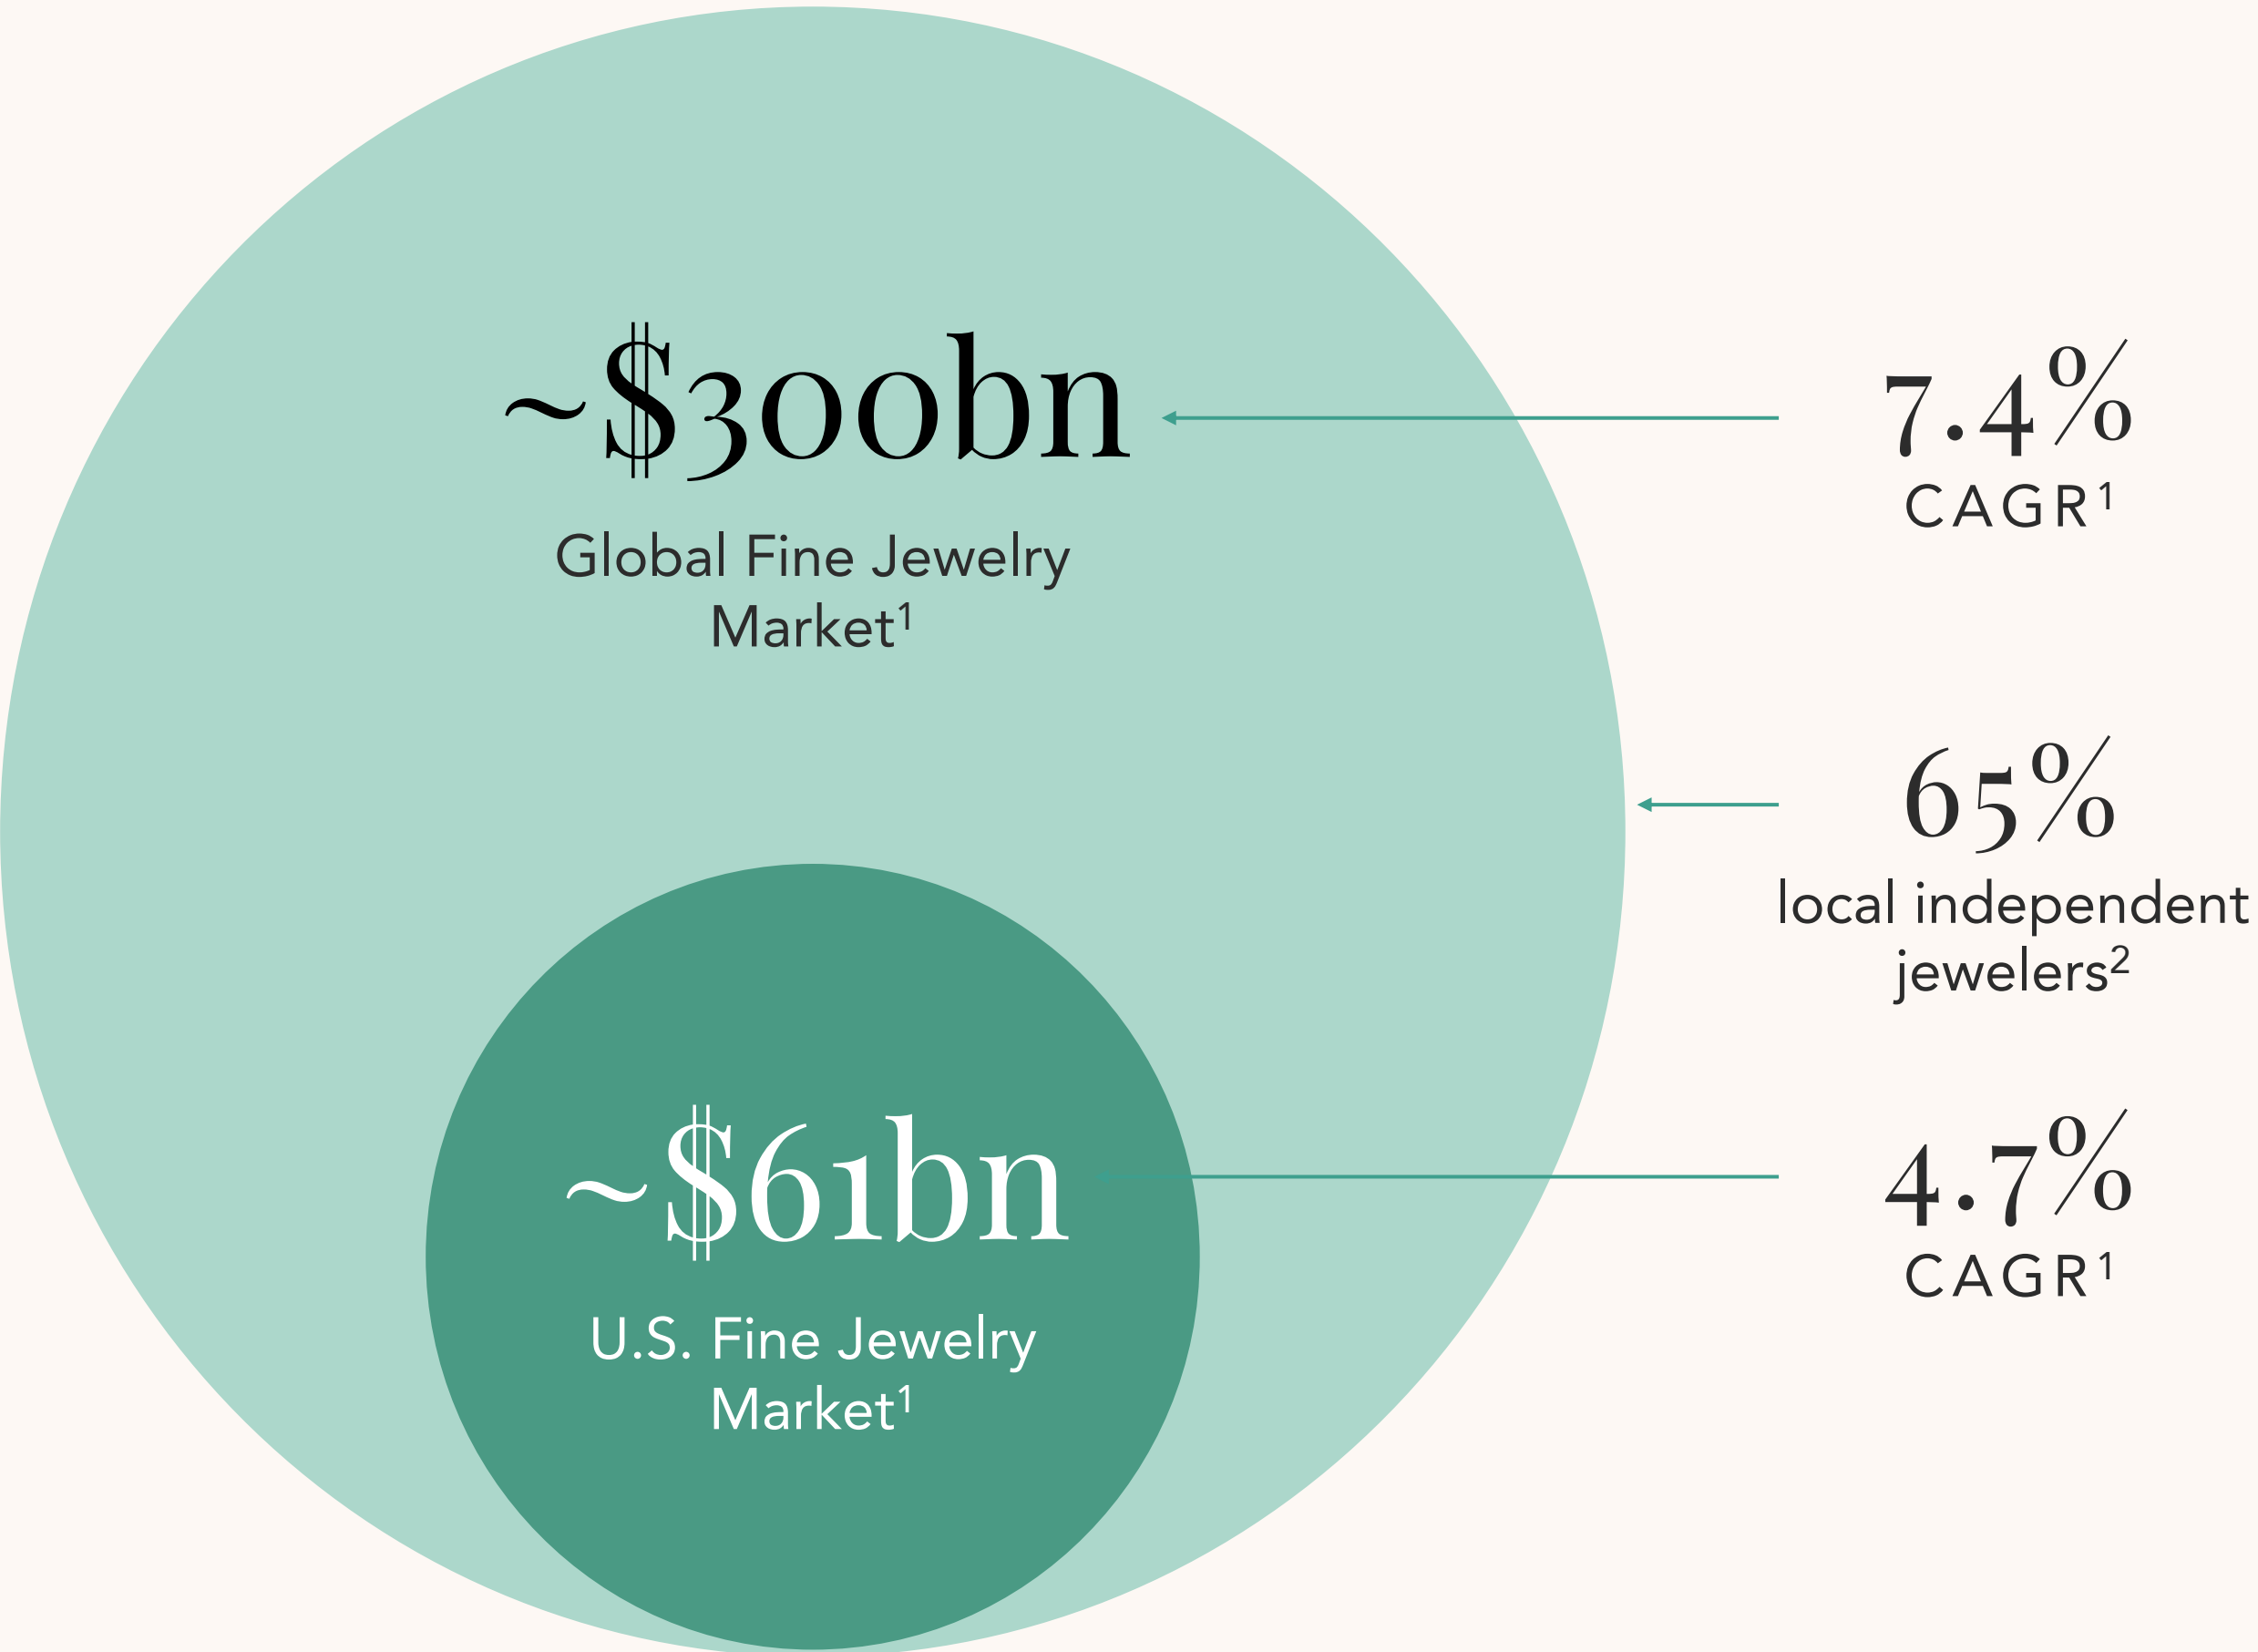 ~$300bn
Global Fine Jewelry
Market¹
7.4%
CAGR¹
65%
local independent
jewelers²
~$61bn
U.S. Fine Jewelry
Market¹
4.7%
CAGR¹